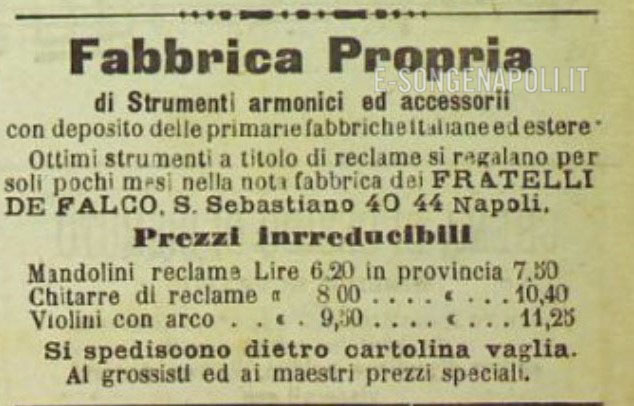 Fabbrica Propria
E-SONGENAPOLI.IT
di Strumenti armonici ed accessorii
con deposito delle primarie fabbriche italiane ed estere
Ottimi strumenti a titolo di reclame si regalano per
soli pochi mesi nella nota fabbrica dei FRATELLI
DE FALCO, S. Sebastiano 40 44 Napoli.
Prezzi inrreducibili
Mandolini reclame Lire 6,20 in provincia 7,50
Chitarre di reclame « 8 00 .... « ... 10,40
Violini con arco . . « . 9,50 .... « ... 11,25
Si spediscono dietro cartolina vaglia.
Ai grossisti ed ai maestri prezzi speciali.